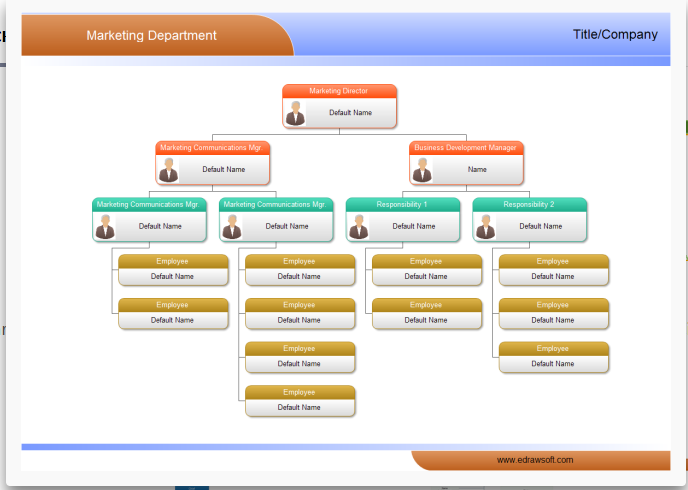 Marketing Department
Title/Company
Marketing Director
Default Name
Marketing Communications Mgr.
Default Name
Business Development Manager
Name
Marketing Communications Mgr.
Default Name
Marketing Communications Mgr.
Default Name
Responsibility 1
Default Name
Responsibility 2
Default Name
Employee
Default Name
Employee
Default Name
Employee
Default Name
Employee
Default Name
Employee
Default Name
Employee
Default Name
Employee
Default Name
Employee
Default Name
Employee
Default Name
Employee
Default Name
Employee
Default Name
www.edrawsoft.com